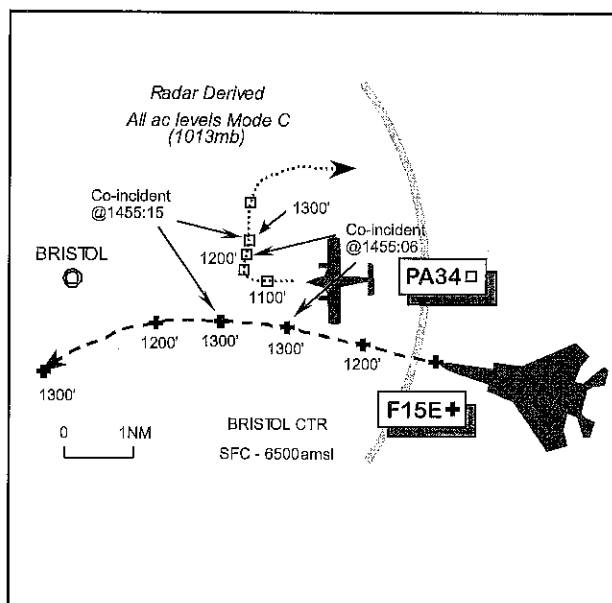 Radar Derived
All ac levels Mode C
(1013mb)
Co-incident
@1455:15
1300'
Co-incident
@1455:06
1200'
BRISTOL
1100'
PA34
1200'
1300'
1300'
1200'
1300'
F15E
0 1NM
BRISTOL CTR
SFC - 6500amsl